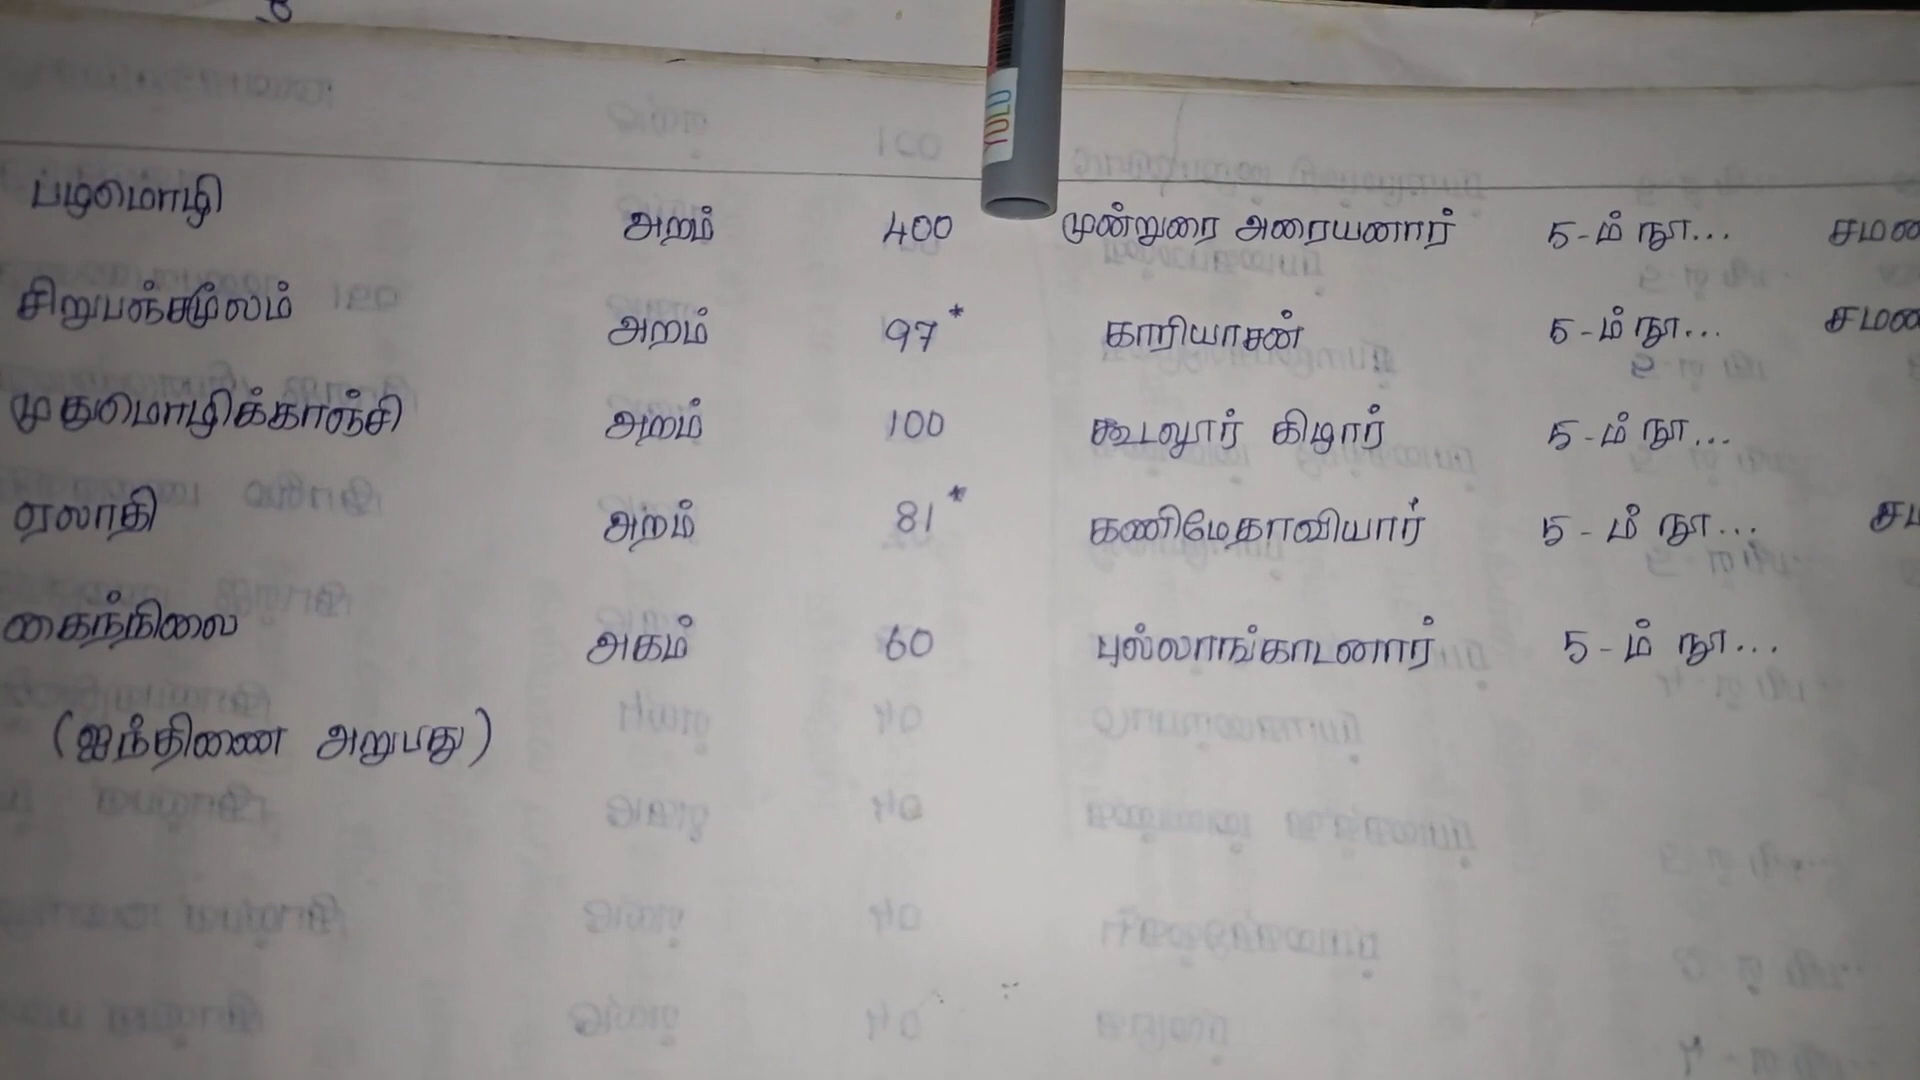 YOLO
பழமொழி அறம் 400 முன்றுரை அரையனார் 5-ம் நூ...
சிறுபஞ்சமூலம் அறம் 97* காரியாசன் 5-ம் நூ...
முதுமொழிக்காஞ்சி அறம் 100 கூடலூர் கிழார் 5-ம் நூ...
ஏலாதி அறம் 81* கணிமேதாவியார் 5-ம் நூ...
கைந்நிலை அகம் 60 புல்லாங்காடனார் 5-ம் நூ...
(ஐந்திணை அறுபது)